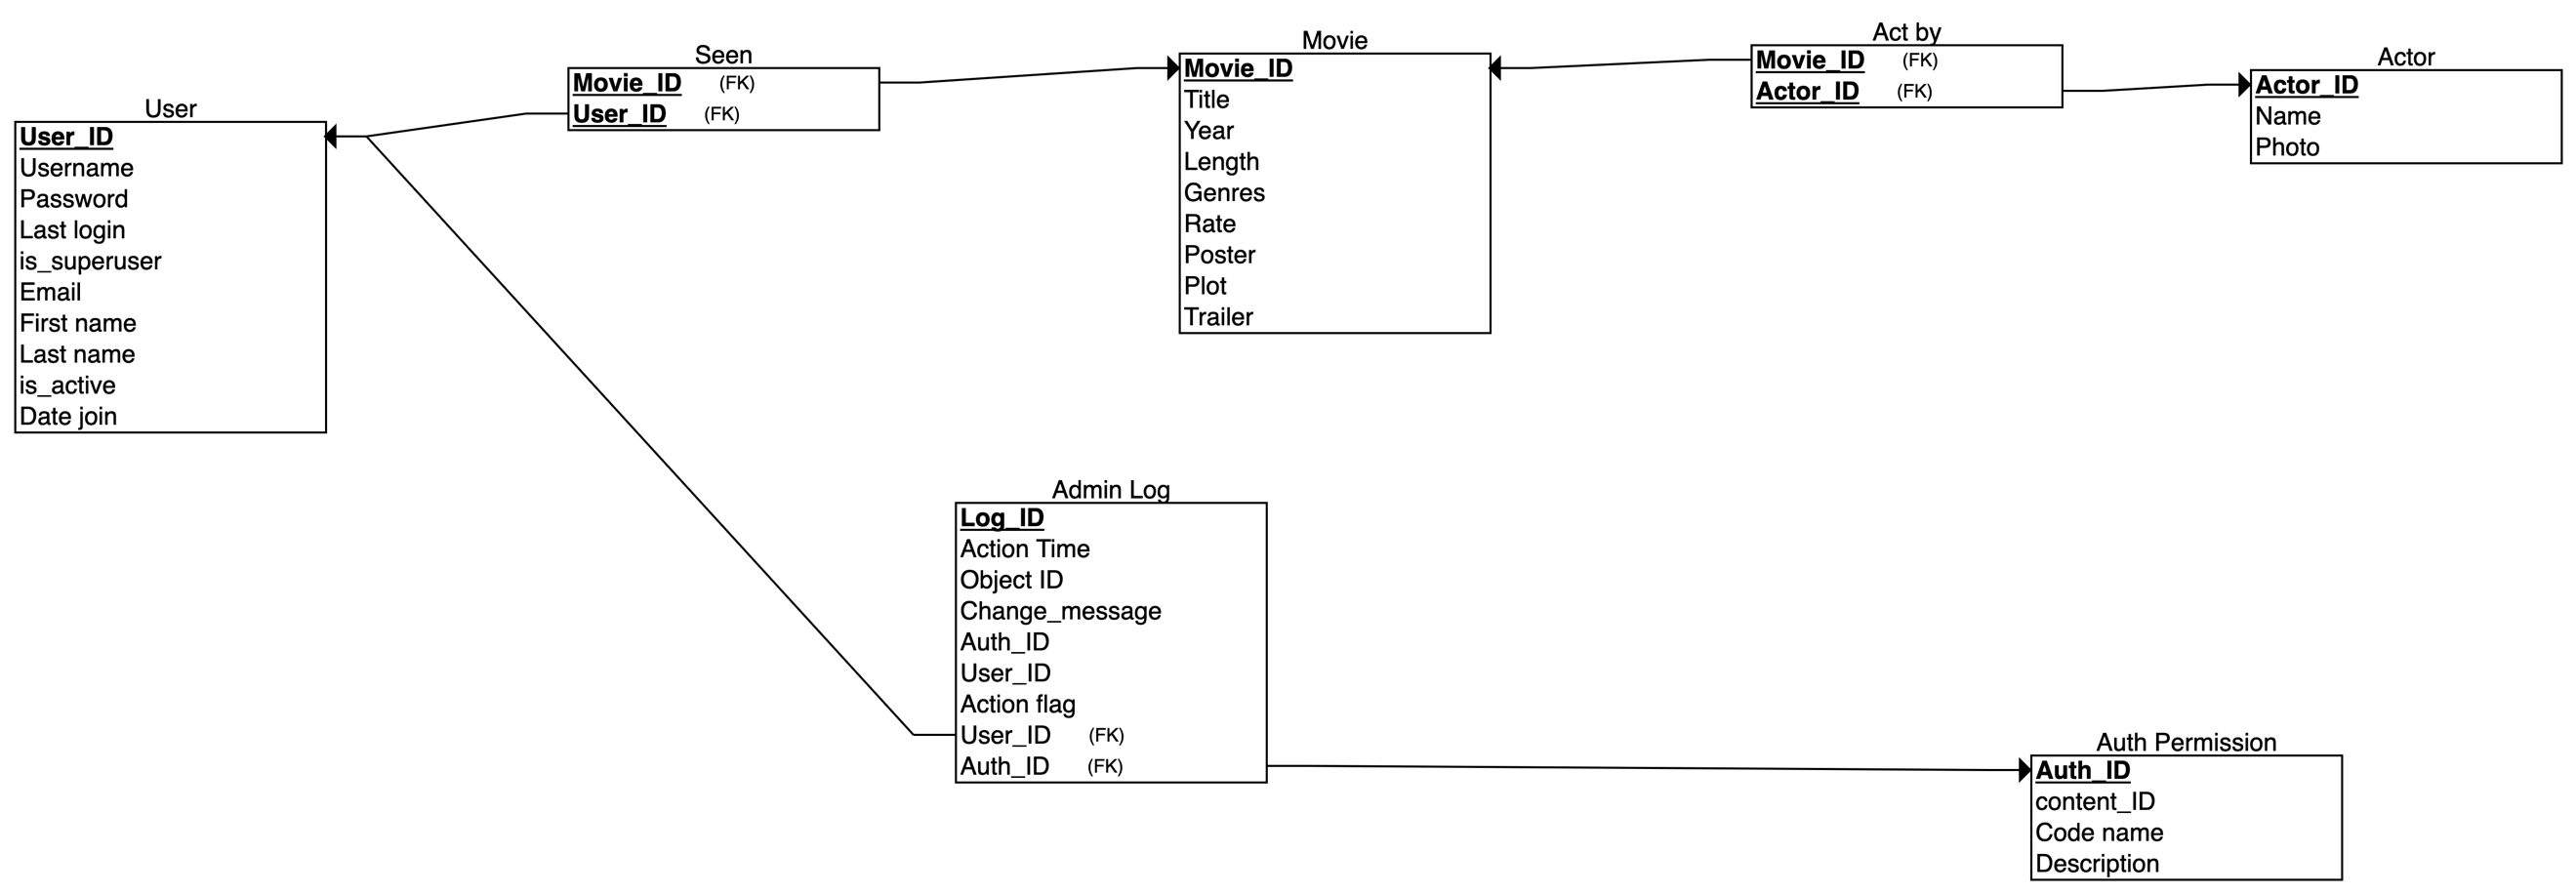 User
User_ID
Username
Password
Last login
is_superuser
Email
First name
Last name
is_active
Date join
Seen
Movie_ID (FK)
User_ID (FK)
Movie
Movie_ID
Title
Year
Length
Genres
Rate
Poster
Plot
Trailer
Act by
Movie_ID (FK)
Actor_ID (FK)
Actor
Actor_ID
Name
Photo
Admin Log
Log_ID
Action Time
Object ID
Change_message
Auth_ID
User_ID
Action flag
User_ID (FK)
Auth_ID (FK)
Auth Permission
Auth_ID
content_ID
Code name
Description